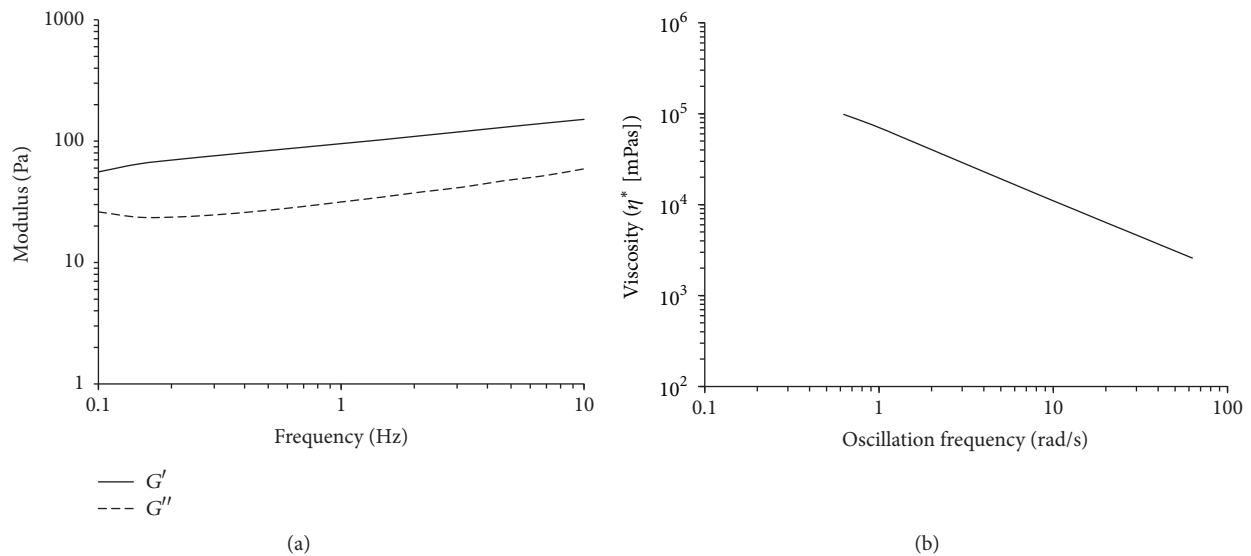 1000
100
10
1
Modulus (Pa)
0.1
1
10
Frequency (Hz)
G′
G″
(a)
10⁶
10⁵
10⁴
10³
10²
Viscosity (η* [mPas])
0.1
1
10
100
Oscillation frequency (rad/s)
(b)